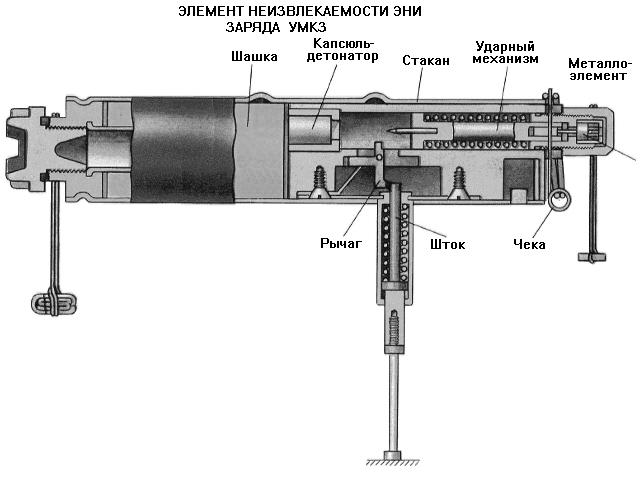 ЭЛЕМЕНТ НЕИЗВЛЕКАЕМОСТИ ЭНИ
ЗАРЯДА УМКЗ
Шашка
Капсюль-
детонатор
Стакан
Ударный
механизм
Металло-
элемент
Рычаг
Шток
Чека